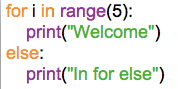 for i in range(5):
    print("Welcome")
else:
    print("In for else")